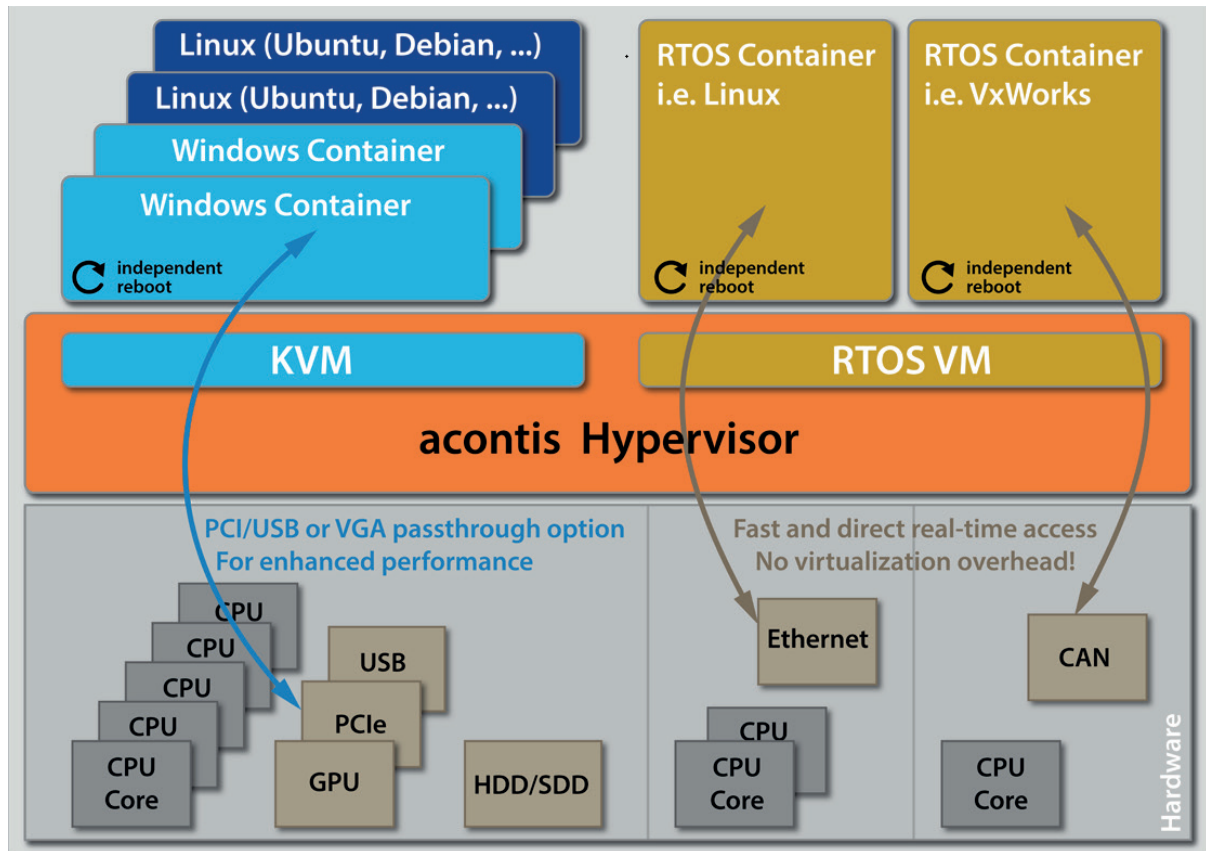 Linux (Ubuntu, Debian, ...)
Linux (Ubuntu, Debian, ...)
Windows Container
Windows Container
independent
reboot
RTOS Container
i.e. Linux
independent
reboot
RTOS Container
i.e. VxWorks
independent
reboot
KVM
RTOS VM
acontis Hypervisor
PCI/USB or VGA passthrough option
For enhanced performance
Fast and direct real-time access
No virtualization overhead!
CPU
CPU
CPU
CPU
CPU
Core
USB
PCIe
GPU
HDD/SDD
Ethernet
CPU
CPU
Core
CAN
CPU
Core
Hardware